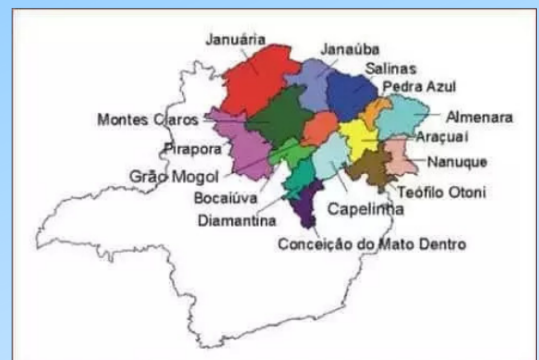 Januária
Janaúba
Salinas
Pedra Azul
Montes Claros
Almenara
Araçuaí
Pirapora
Nanuque
Grão Mogol
Teófilo Otoni
Bocaiúva
Capelinha
Diamantina
Conceição do Mato Dentro